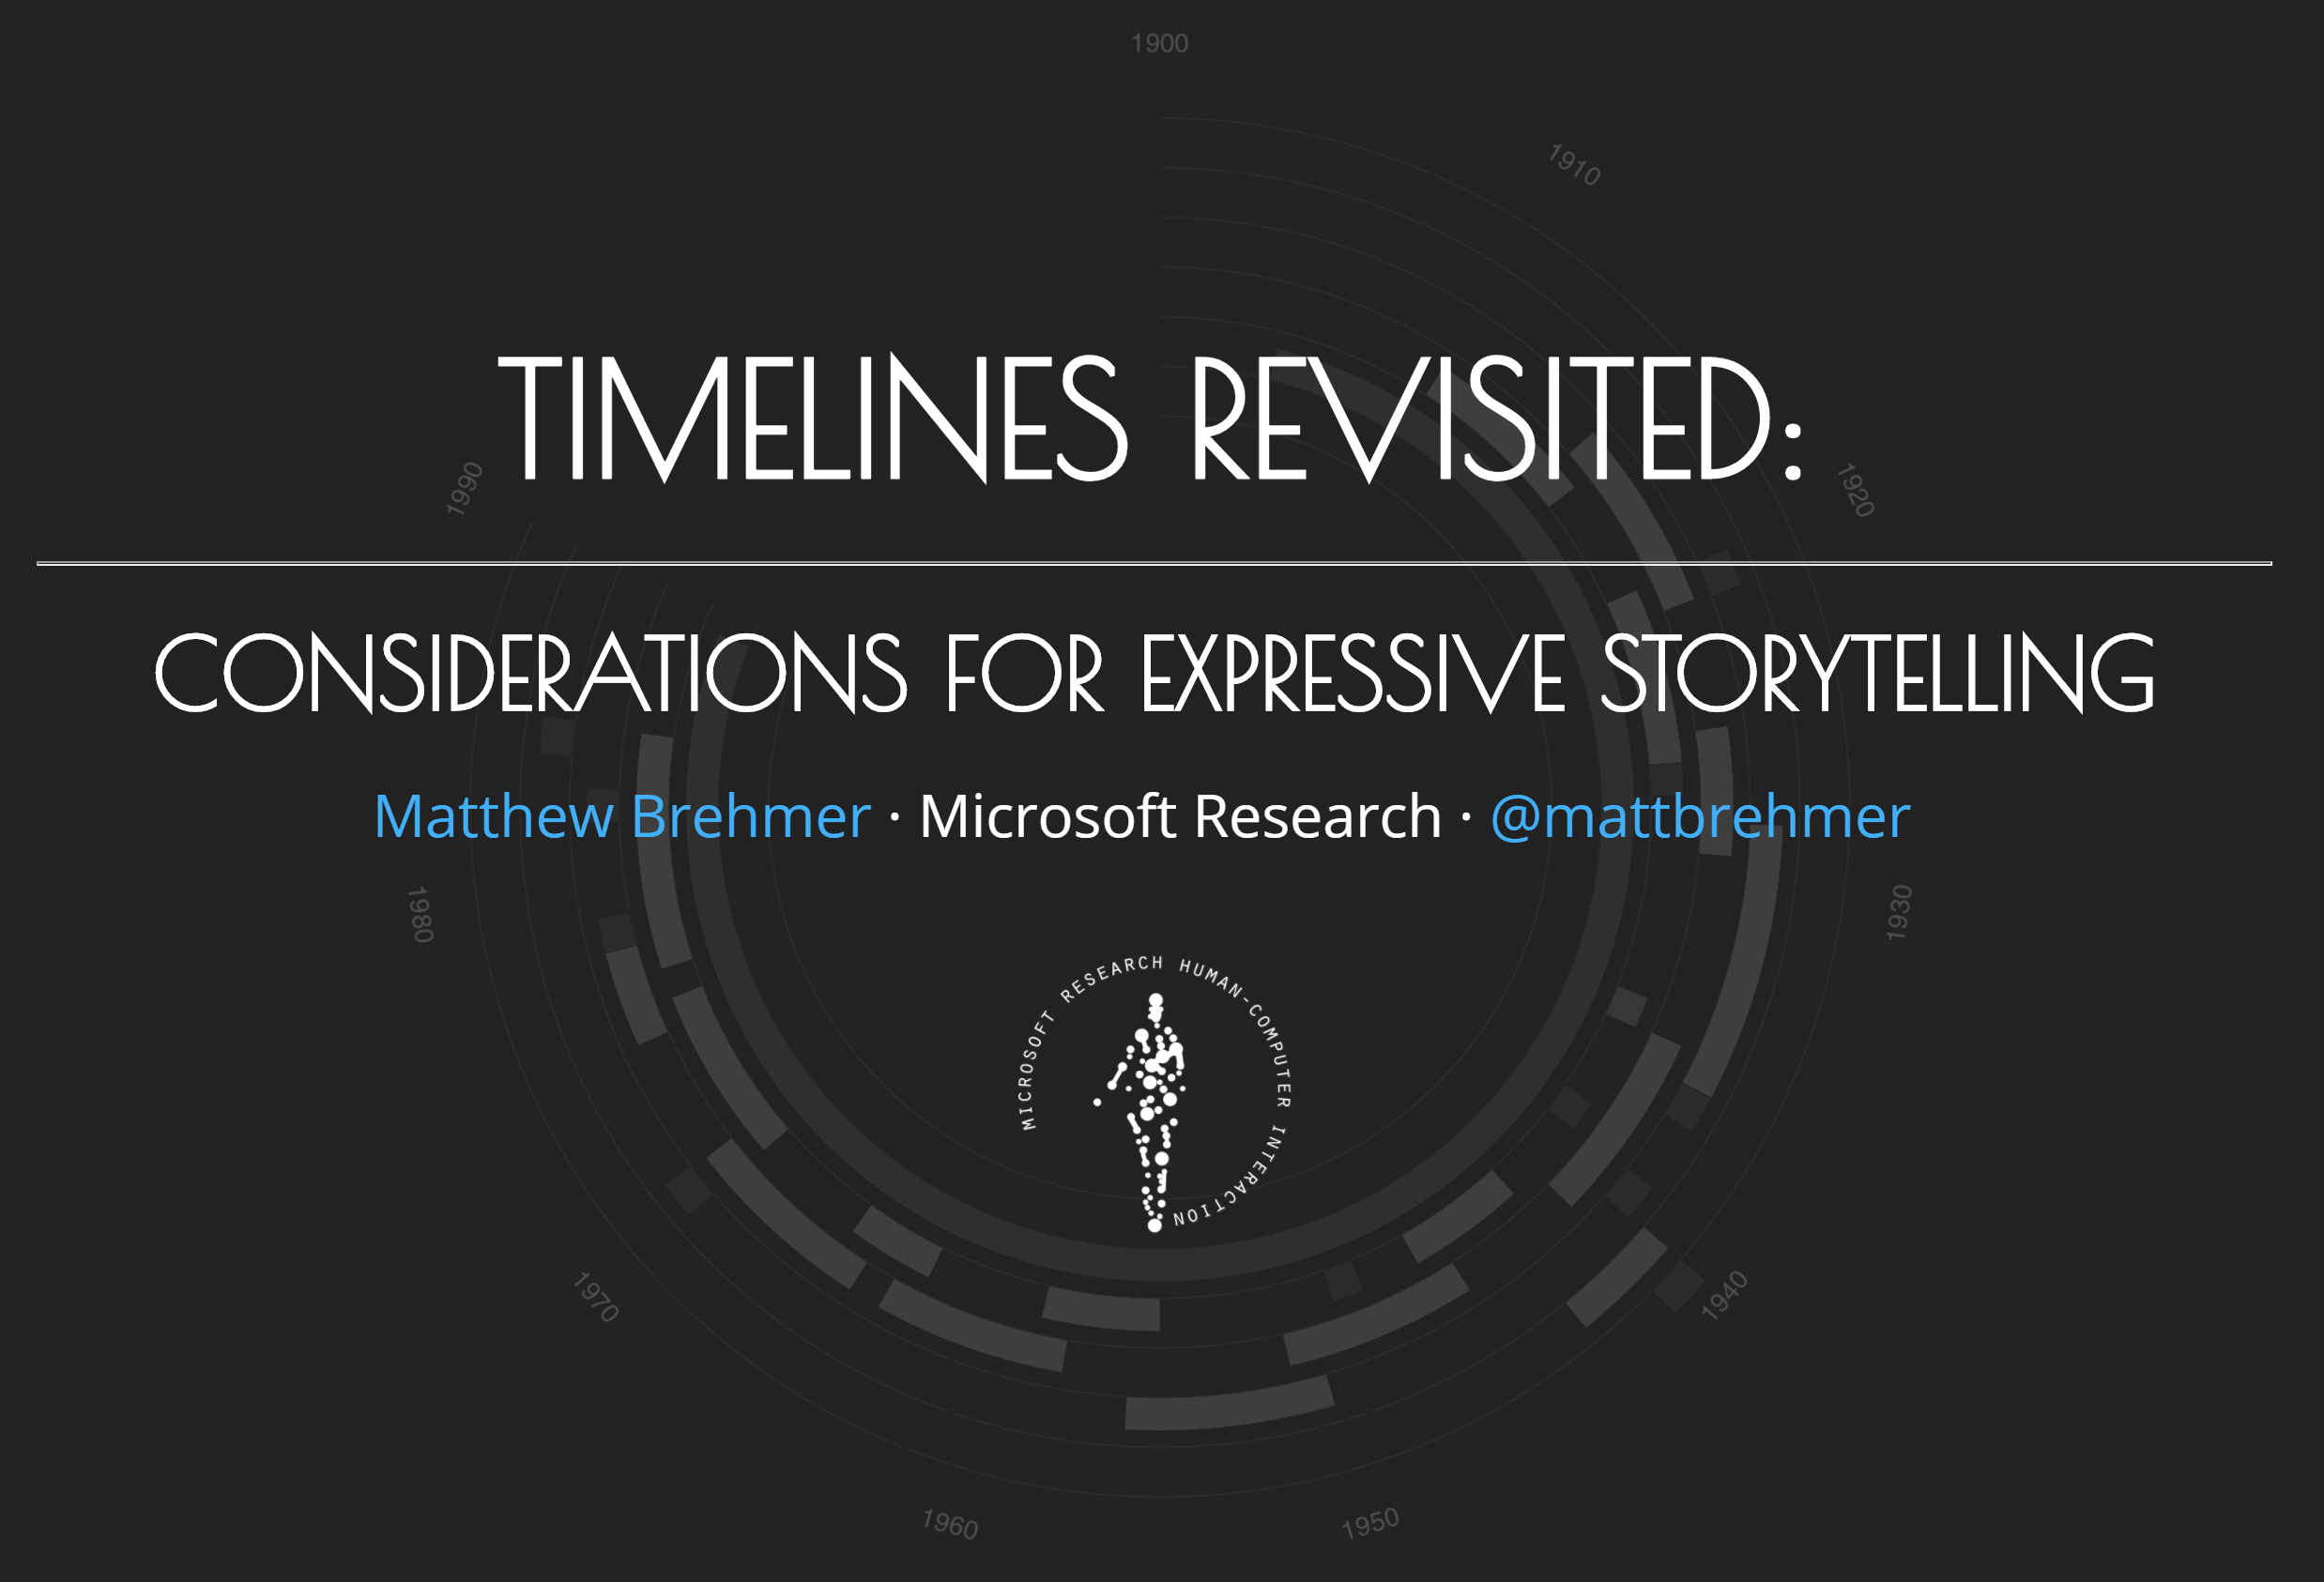 1900
1910
TIMELINES REVISITED:
1990
1920
CONSIDERATIONS FOR EXPRESSIVE STORYTELLING
Matthew Brehmer · Microsoft Research · @mattbrehmer
1980
1930
MICROSOFT RESEARCH HUMAN-COMPUTER INTERACTION
1970
1940
1960
1950